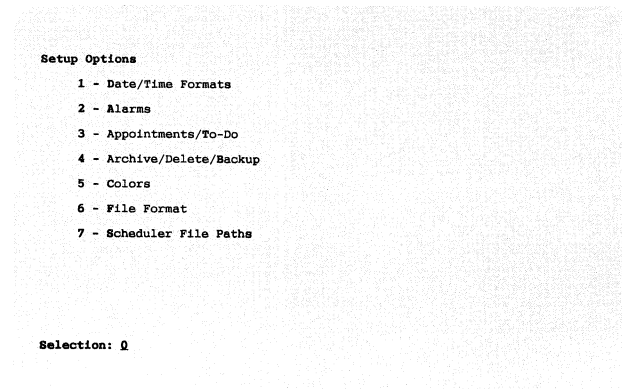 Setup Options
1 - Date/Time Formats
2 - Alarms
3 - Appointments/To-Do
4 - Archive/Delete/Backup
5 - Colors
6 - File Format
7 - Scheduler File Paths
Selection: 0